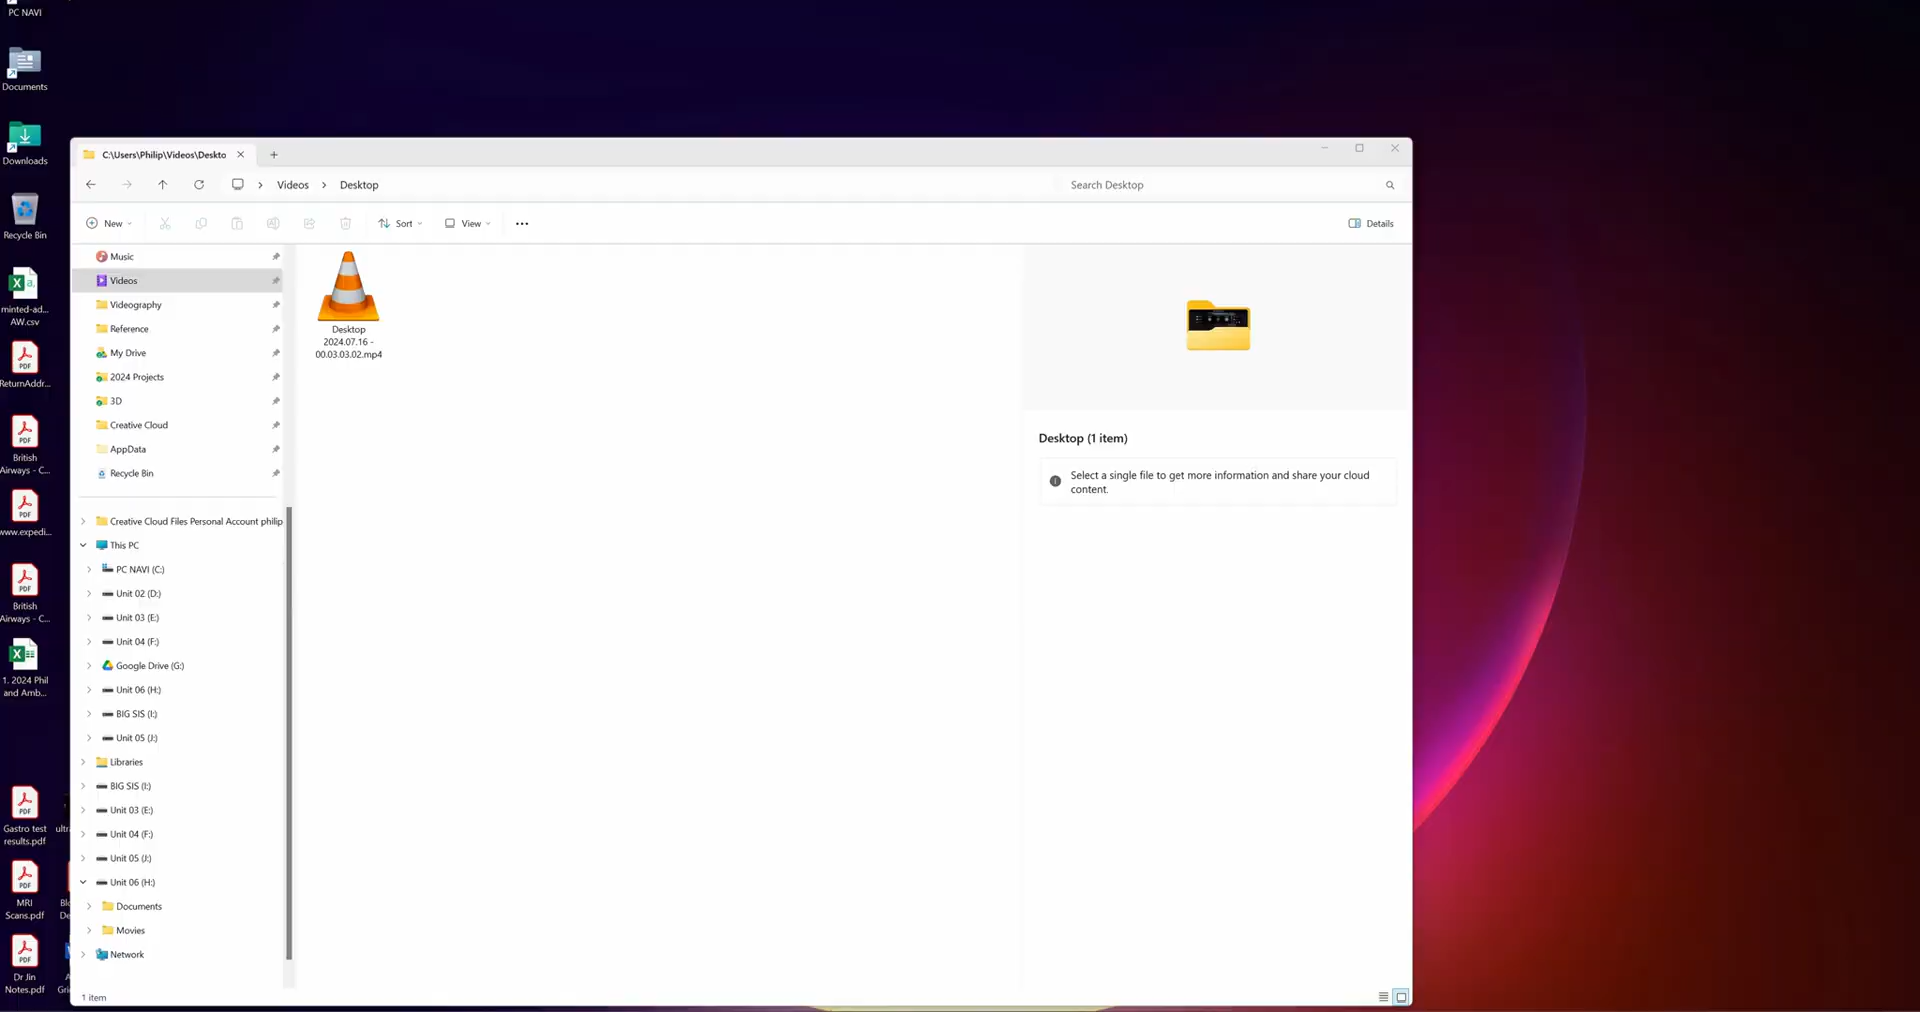 PC NAVI
Documents
Downloads
Recycle Bin
minted-ad...
AW.csv
ReturnAddr...
British
Airways - C...
www.expedi...
British
Airways - C...
1. 2024 Phil
and Amb...
Gastro test
results.pdf
MRI
Scans.pdf
Dr Jin
Notes.pdf
C:\Users\Philip\Videos\Deskto
Videos > Desktop
Search Desktop
New
Sort
View
Details
Music
Videos
Videography
Reference
My Drive
2024 Projects
3D
Creative Cloud
AppData
Recycle Bin
Creative Cloud Files Personal Account philip
This PC
PC NAVI (C:)
Unit 02 (D:)
Unit 03 (E:)
Unit 04 (F:)
Google Drive (G:)
Unit 06 (H:)
BIG SIS (I:)
Unit 05 (J:)
Libraries
BIG SIS (I:)
Unit 03 (E:)
Unit 04 (F:)
Unit 05 (J:)
Unit 06 (H:)
Documents
Movies
Network
1 item
Desktop
2024.07.16 -
00.03.03.02.mp4
Desktop (1 item)
Select a single file to get more information and share your cloud
content.